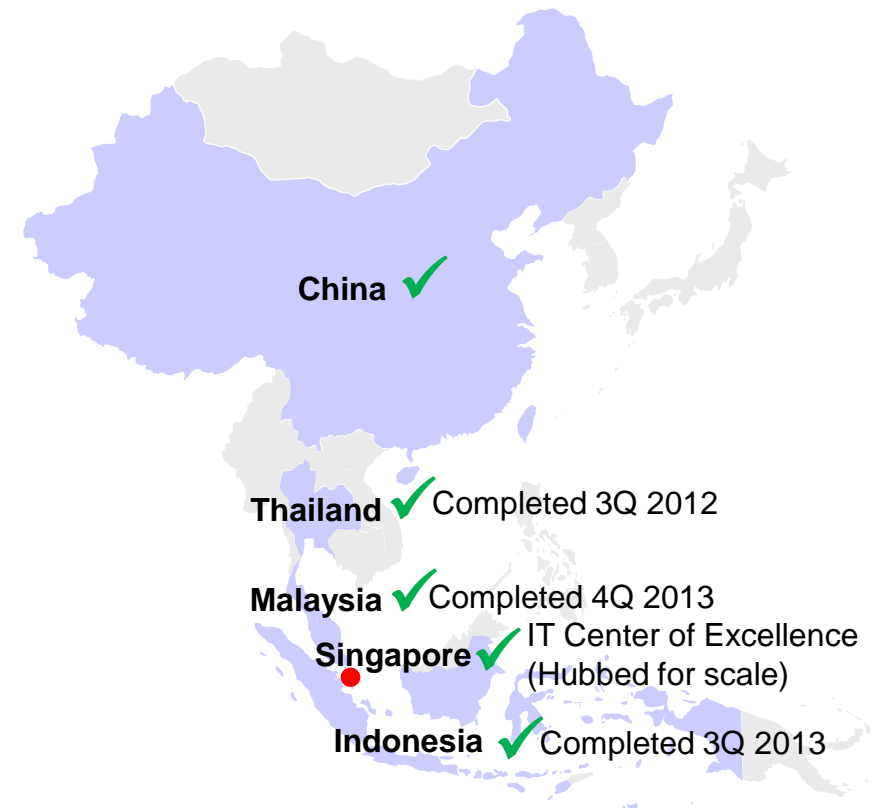 China
Thailand Completed 3Q 2012
Malaysia Completed 4Q 2013
Singapore IT Center of Excellence
(Hubbed for scale)
Indonesia Completed 3Q 2013